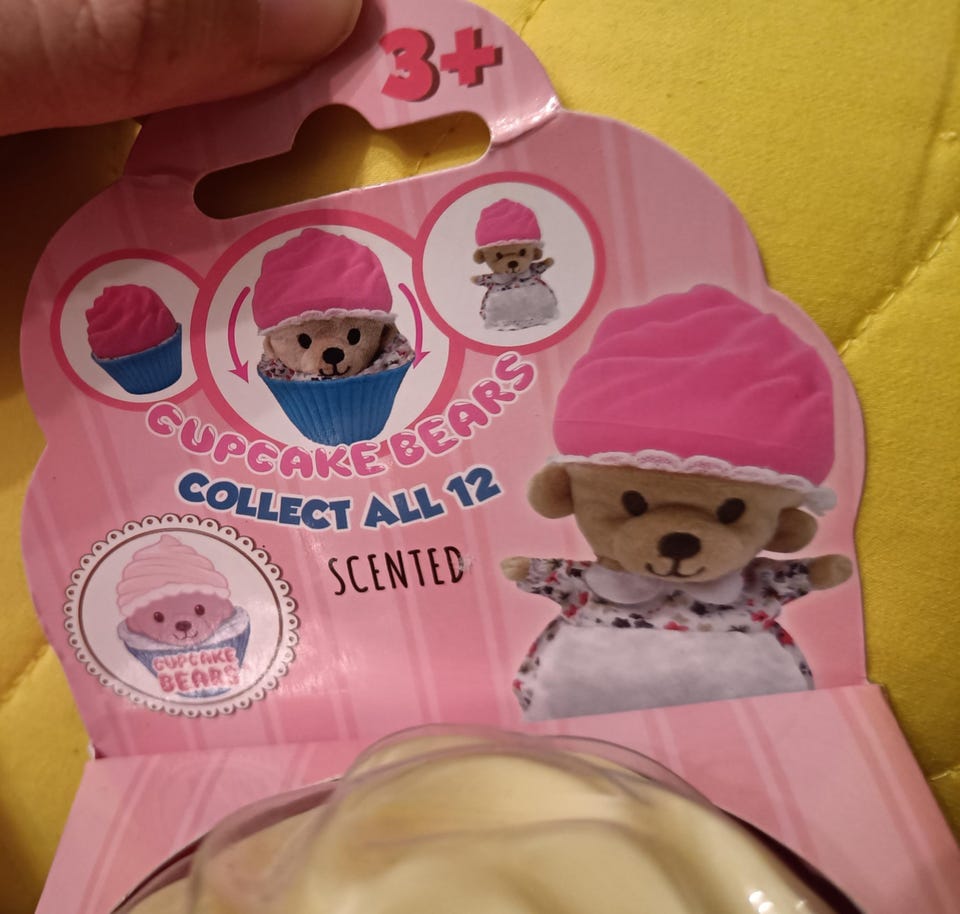 3+
CUPCAKE BEARS
COLLECT ALL 12
SCENTED
CUPCAKE
BEARS